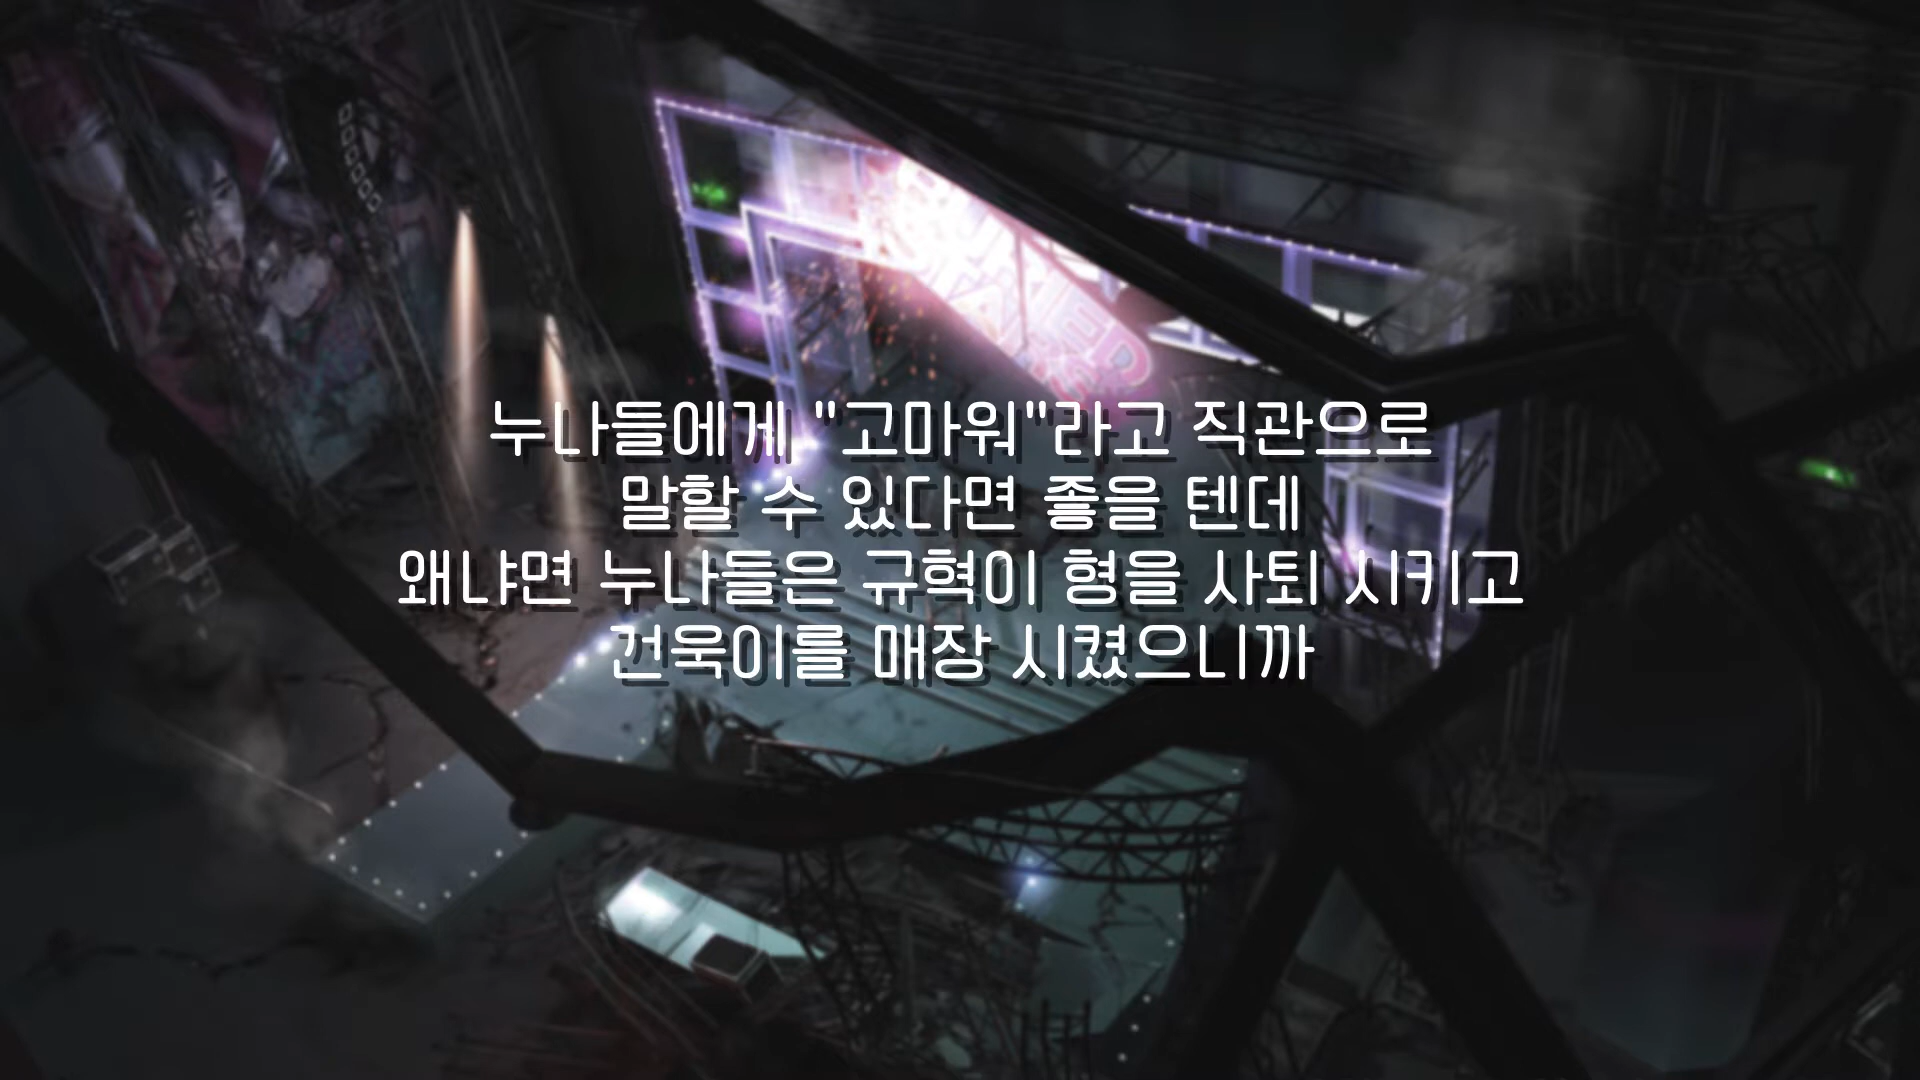 누나들에게 "고마워"라고 직관으로
말할 수 있다면 좋을 텐데
왜냐면 누나들은 규혁이 형을 사퇴 시키고
건욱이를 매장 시켰으니까